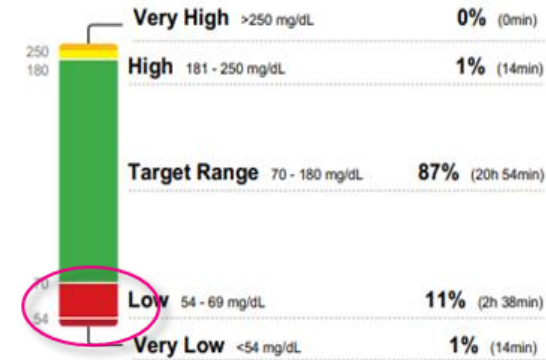 Very High >250 mg/dL 0% (0min)
250
180
High 181 - 250 mg/dL 1% (14min)
Target Range 70 - 180 mg/dL 87% (20h 54min)
70
Low 54 - 69 mg/dL 11% (2h 38min)
54
Very Low <54 mg/dL 1% (14min)